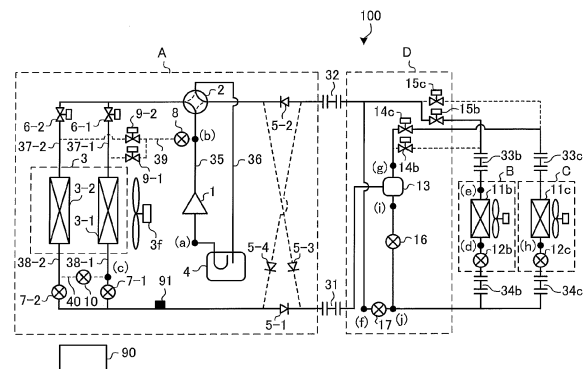 100
A
D
32
15c
15b
14c
14b
2
9-2
8
6-2
6-1
5-2
(b)
37-2
37-1
3
39
35
36
9-1
(g)
13
33b
33c
B
C
(e)
11b
11c
3-2
3-1
3f
1
(i)
16
(a)
4
5-4
5-3
(d)
12b
(h)
12c
38-2
38-1
(c)
7-2
40
10
7-1
91
5-1
31
(f)
17
(j)
34b
34c
90